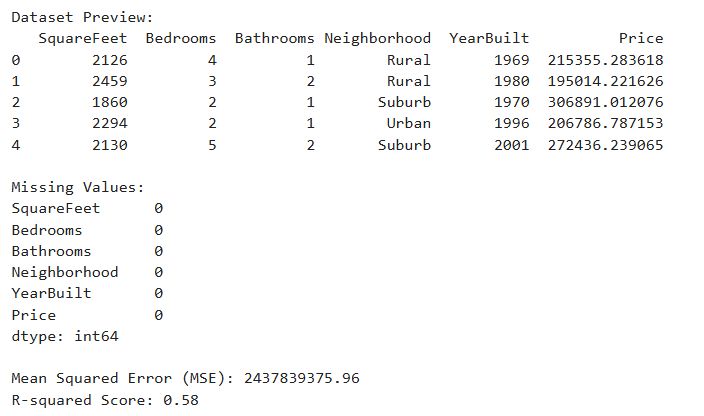 Dataset Preview:
   SquareFeet  Bedrooms  Bathrooms Neighborhood  YearBuilt          Price
0        2126         4          1        Rural       1969  215355.283618
1        2459         3          2        Rural       1980  195014.221626
2        1860         2          1       Suburb       1970  306891.012076
3        2294         2          1        Urban       1996  206786.787153
4        2130         5          2       Suburb       2001  272436.239065

Missing Values:
SquareFeet      0
Bedrooms        0
Bathrooms       0
Neighborhood    0
YearBuilt       0
Price           0
dtype: int64

Mean Squared Error (MSE): 2437839375.96
R-squared Score: 0.58